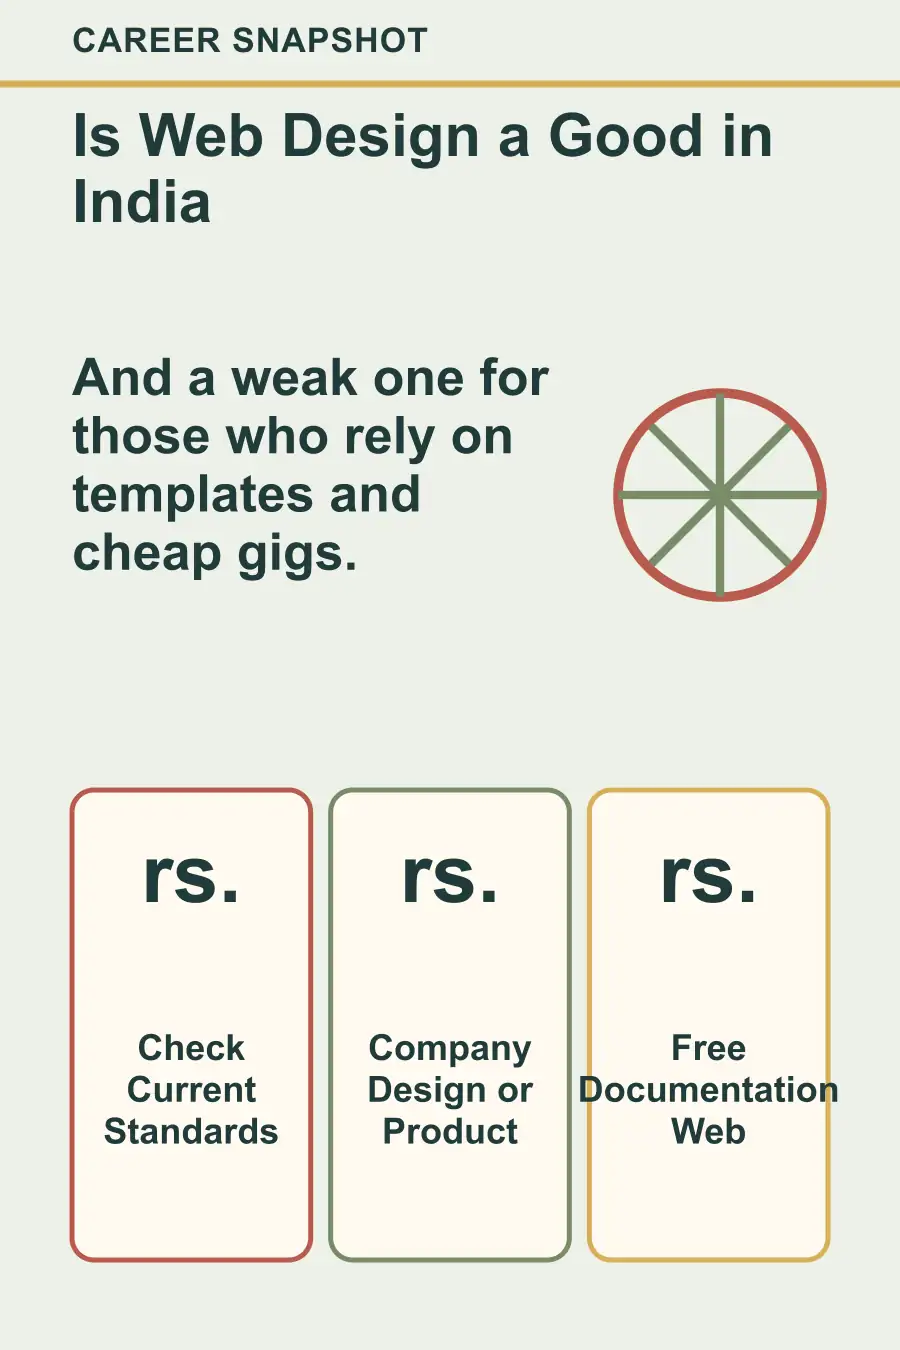 CAREER SNAPSHOT
Is Web Design a Good in
India
And a weak one for
those who rely on
templates and
cheap gigs.
rs.
Check
Current
Standards
rs.
Company
Design or
Product
rs.
Free
Documentation
Web